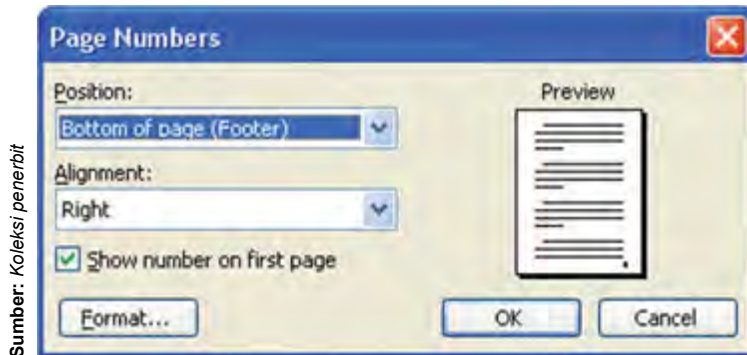 Page Numbers
Position:
Preview
Bottom of page (Footer)
Alignment:
Right
Show number on first page
Format...
OK
Cancel
Sumber: Koleksi penerbit